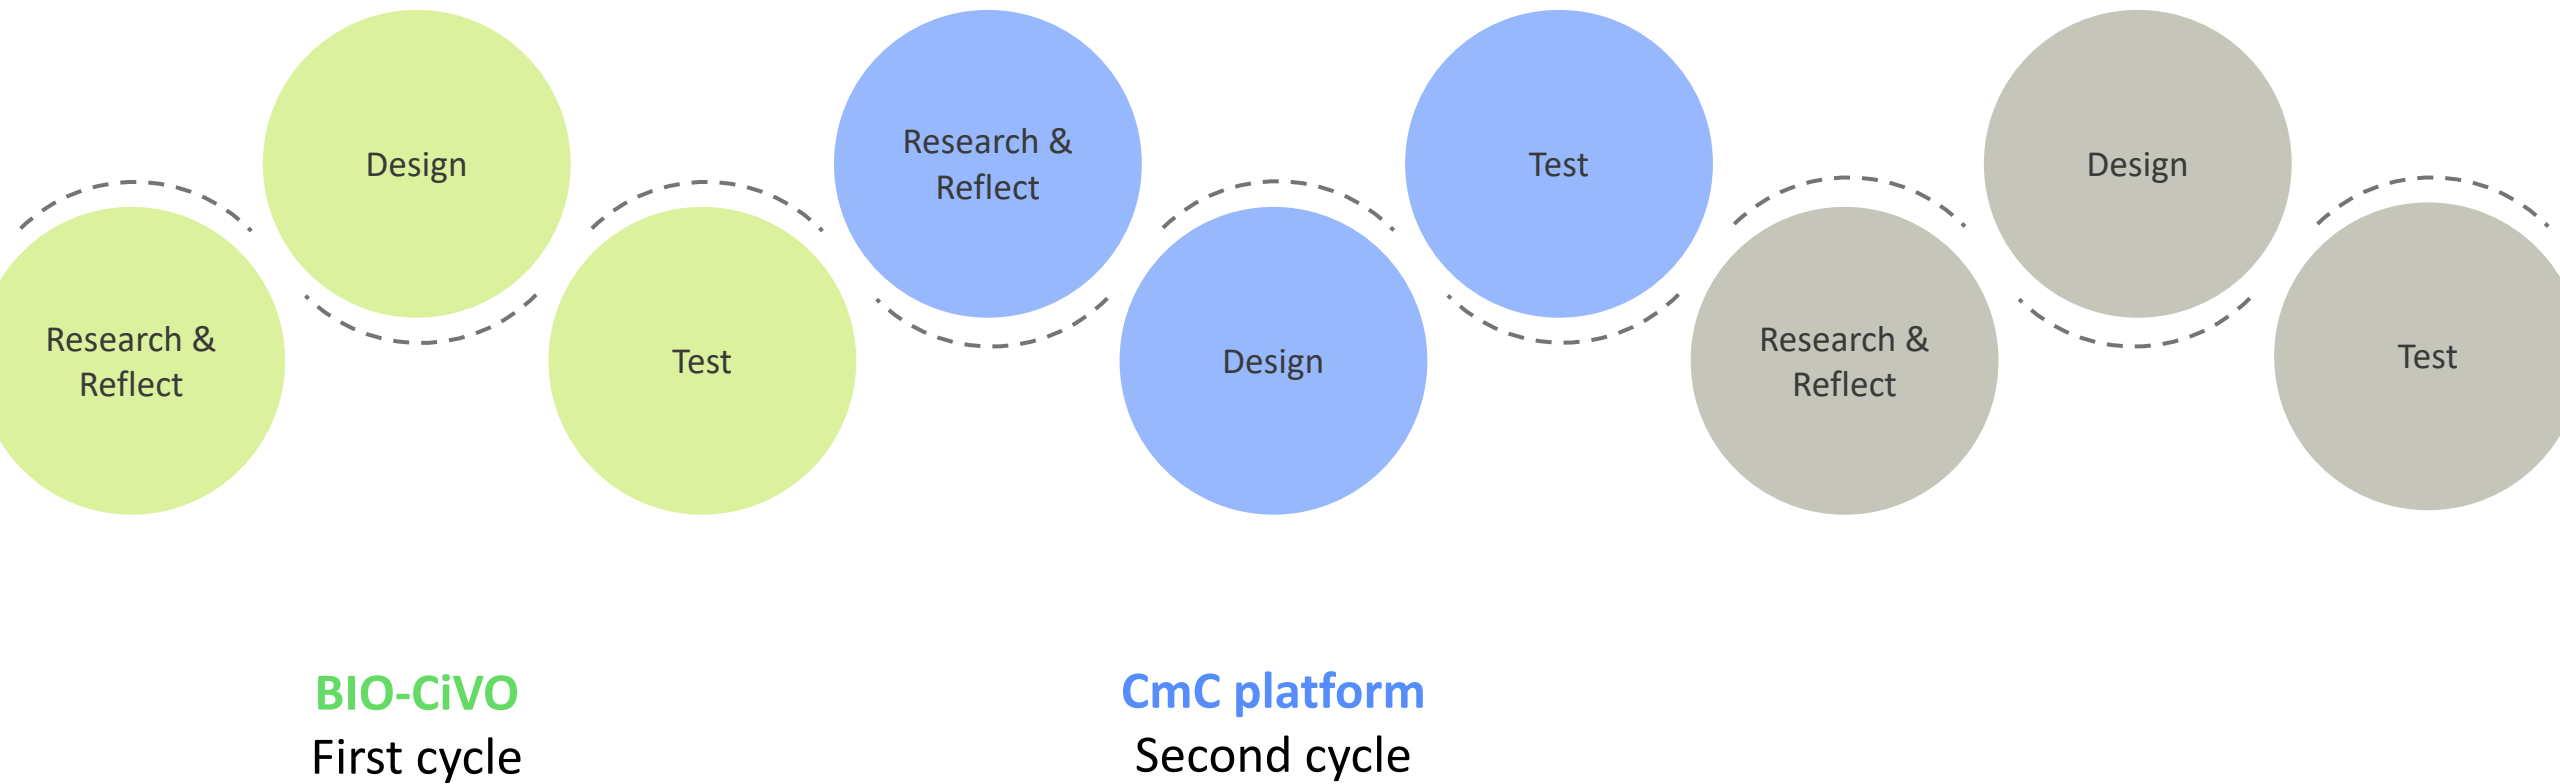 Research &
Reflect
Design
Test
Research &
Reflect
Design
Test
Research &
Reflect
Design
Test
BIO-CiVO
First cycle
CmC platform
Second cycle